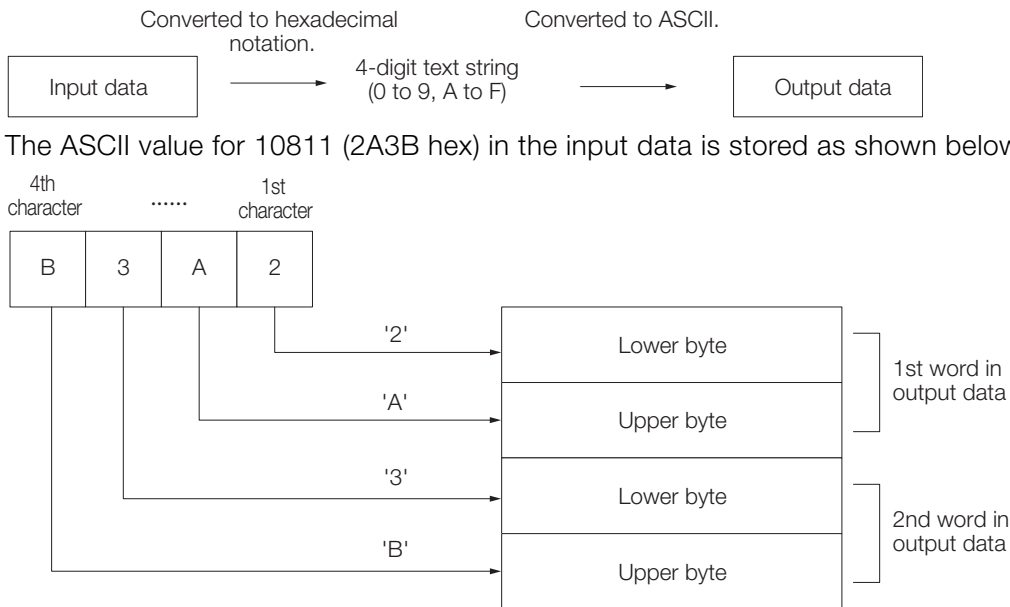 Converted to hexadecimal
notation.
Converted to ASCII.
Input data
4-digit text string
(0 to 9, A to F)
Output data
The ASCII value for 10811 (2A3B hex) in the input data is stored as shown below
4th
character
......
1st
character
B 3 A 2
'2'
Lower byte
'A'
Upper byte
1st word in
output data
'3'
Lower byte
'B'
Upper byte
2nd word in
output data